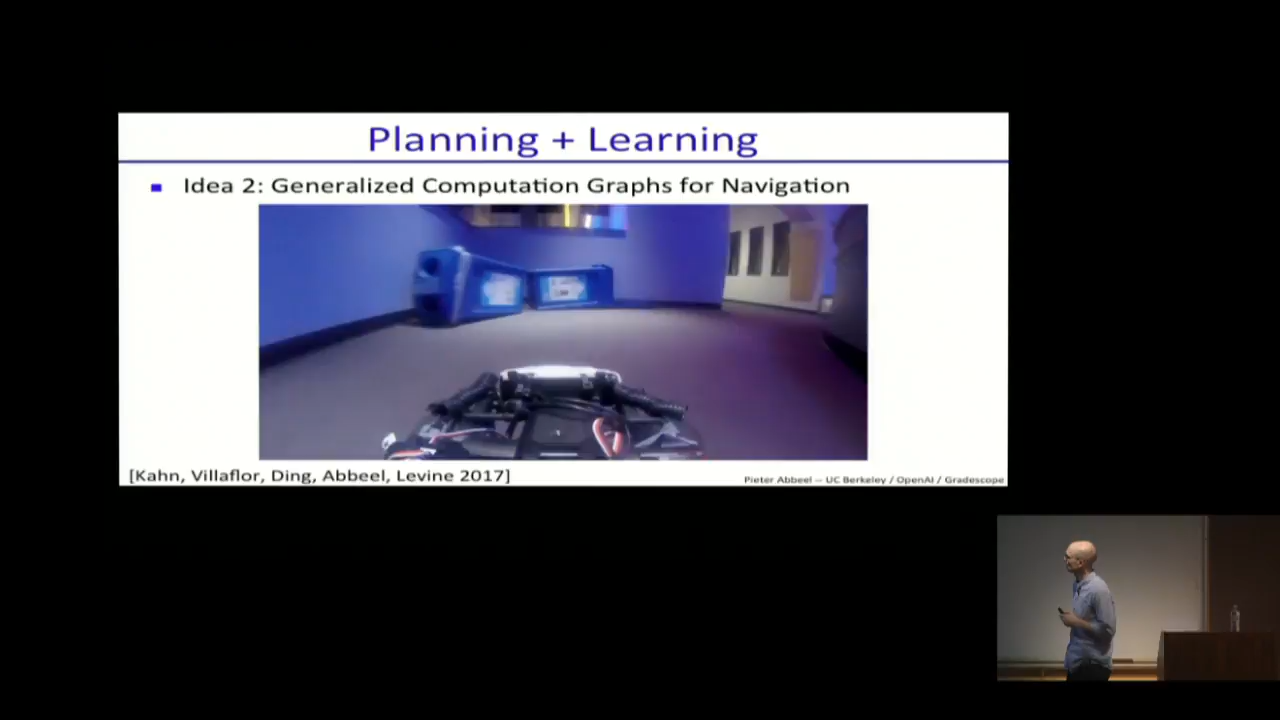 Planning + Learning
Idea 2: Generalized Computation Graphs for Navigation
[Kahn, Villaflor, Ding, Abbeel, Levine 2017]
Pieter Abbeel -- UC Berkeley / OpenAI / Gradescope